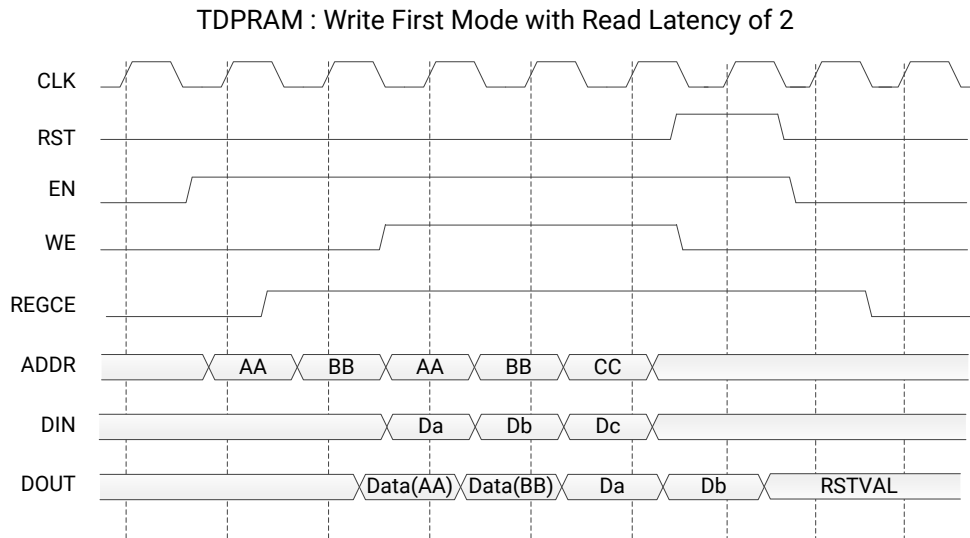 TDPRAM : Write First Mode with Read Latency of 2
CLK
RST
EN
WE
REGCE
ADDR AA BB AA BB CC
DIN Da Db Dc
DOUT Data(AA) Data(BB) Da Db RSTVAL